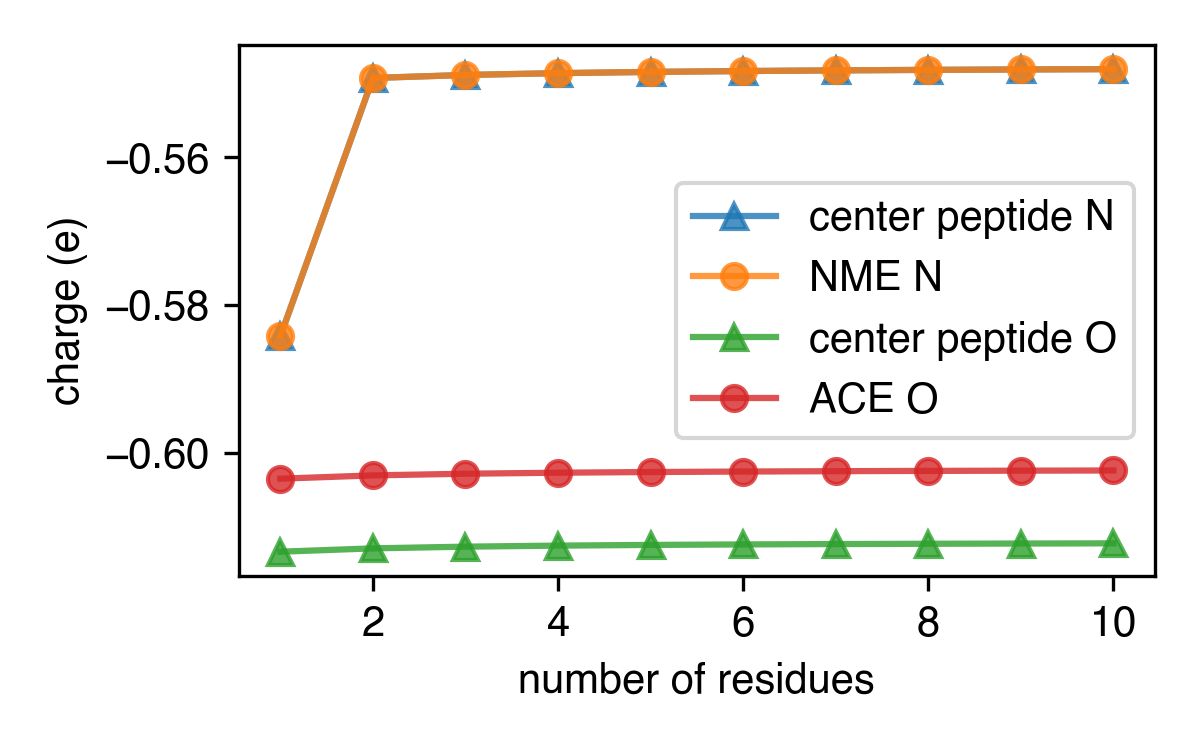 −0.56
−0.58
−0.60
charge (e)
center peptide N
NME N
center peptide O
ACE O
2
4
6
8
10
number of residues